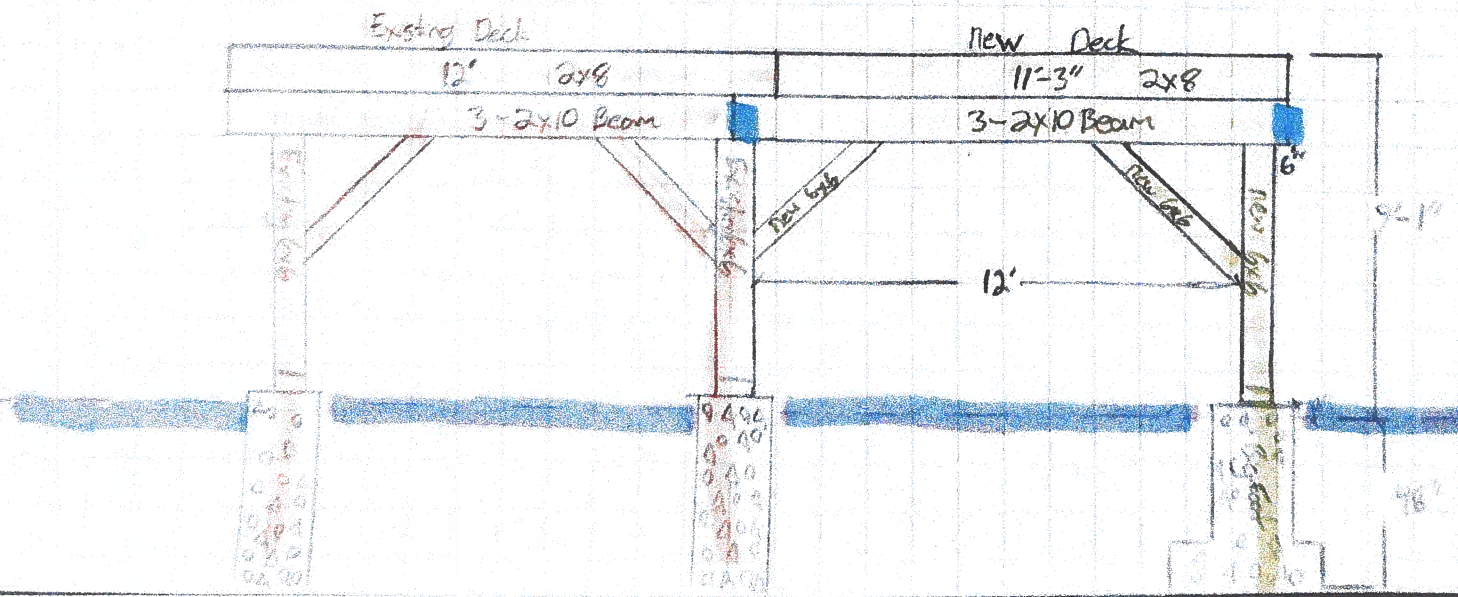 Existng Deck
new Deck
12' 2x8
11'-3" 2x8
3-2x10 Beam
3-2x10 Beam
6"
new 6x6
new 6x6
new 6x6
12'
9'-1"
48"